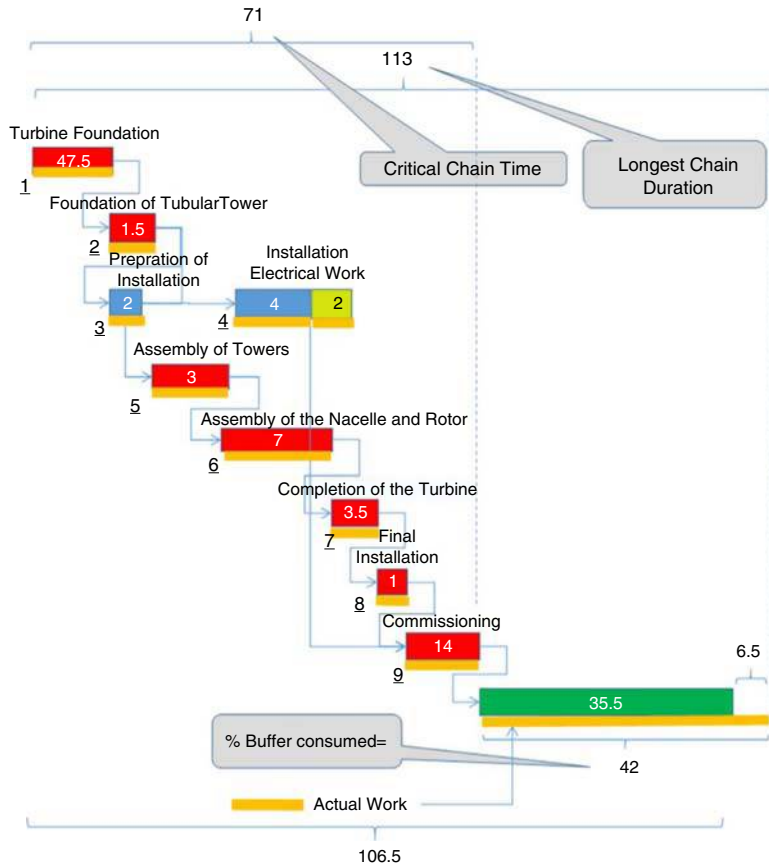 71
113
Turbine Foundation
47.5
Critical Chain Time
Longest Chain
Duration
1
Foundation of TubularTower
1.5
2
Prepration of
Installation
Installation
Electrical Work
2
4
2
3
4
Assembly of Towers
3
5
Assembly of the Nacelle and Rotor
7
6
Completion of the Turbine
3.5
7
Final
Installation
1
8
Commissioning
14
9
6.5
35.5
% Buffer consumed=
42
Actual Work
106.5